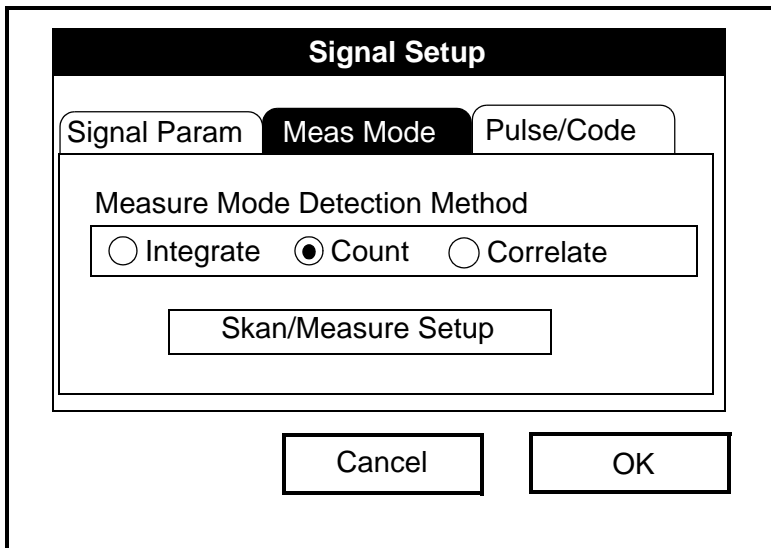 Signal Setup
Signal Param Meas Mode Pulse/Code
Measure Mode Detection Method
Integrate Count Correlate
Skan/Measure Setup
Cancel OK